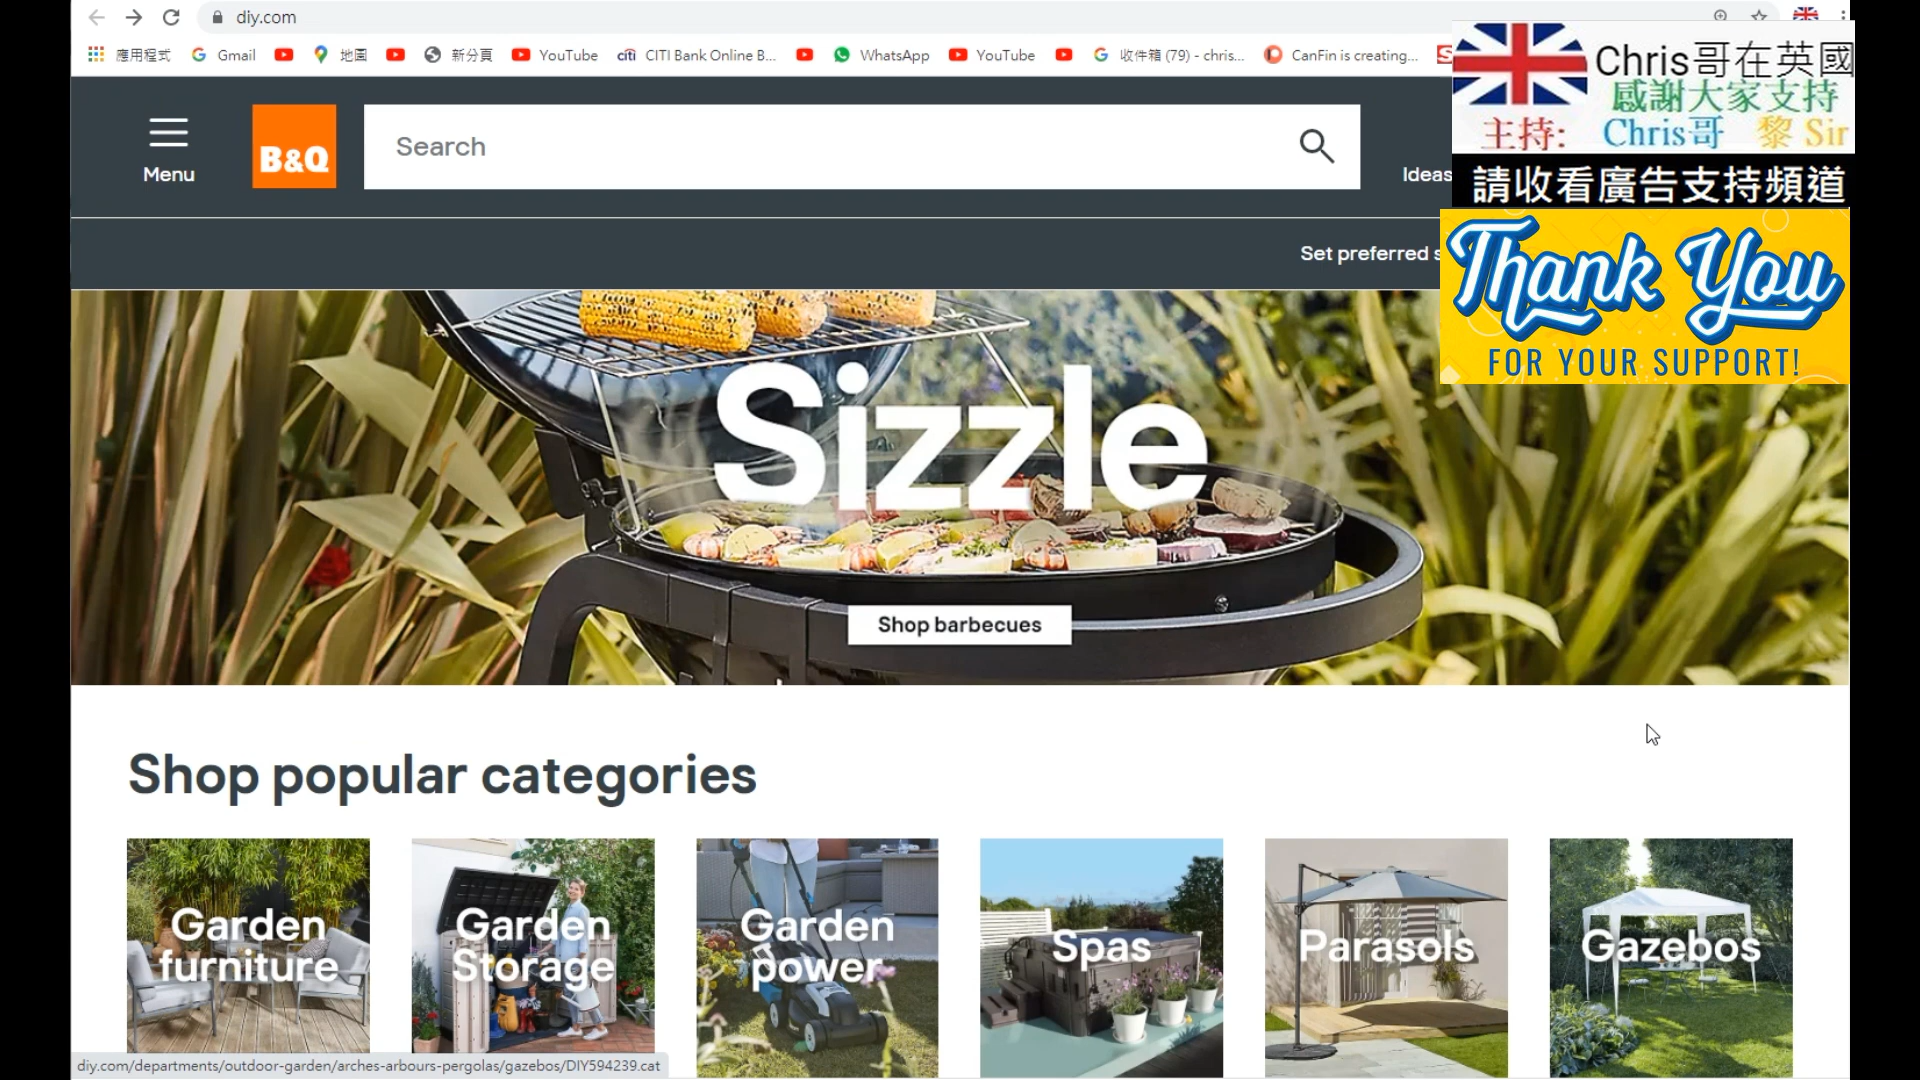 diy.com
應用程式
Gmail
地圖
新分頁
YouTube
citi
CITI Bank Online B...
WhatsApp
YouTube
收件箱 (79) - chris...
CanFin is creating...
Chris哥在英國
感謝大家支持
主持: Chris哥 黎 Sir
請收看廣告支持頻道
Thank You
FOR YOUR SUPPORT!
Menu
B&Q
Search
Ideas
Set preferred s
Sizzle
Shop barbecues
Shop popular categories
Garden
furniture
Garden
Storage
Garden
power
Spas
Parasols
Gazebos
diy.com/departments/outdoor-garden/arches-arbours-pergolas/gazebos/DIY594239.cat